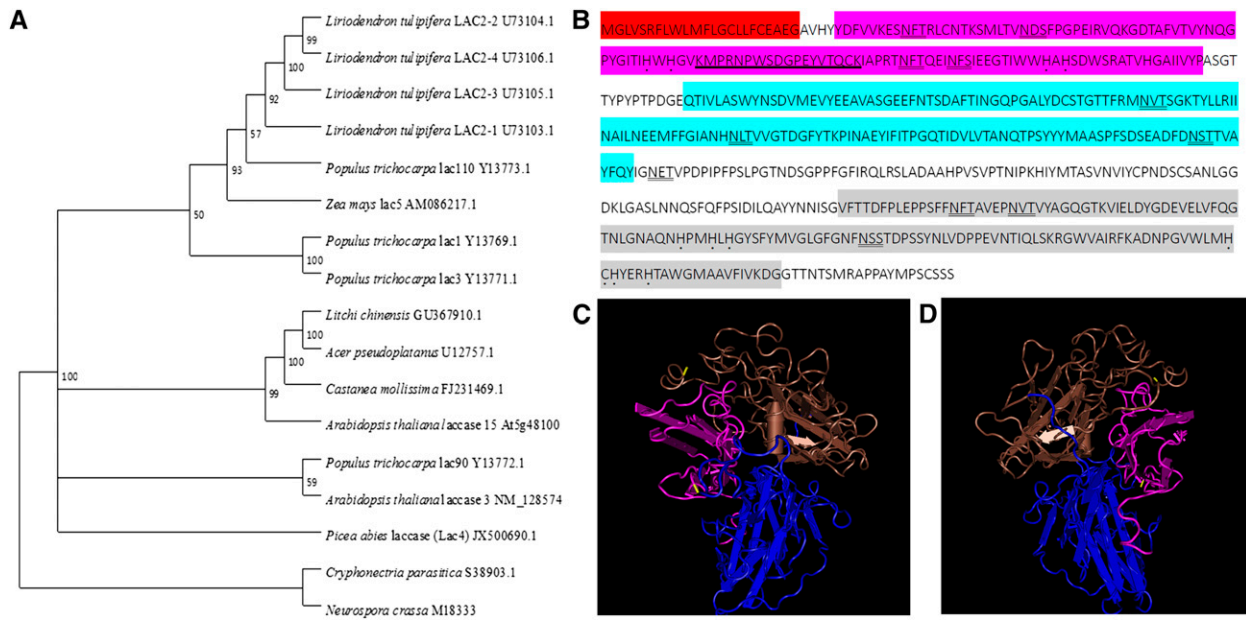 A
Liriodendron tulipifera LAC2-2 U73104.1
99
Liriodendron tulipifera LAC2-4 U73106.1
100
Liriodendron tulipifera LAC2-3 U73105.1
92
Liriodendron tulipifera LAC2-1 U73103.1
57
Populus trichocarpa lac110 Y13773.1
93
Zea mays lac5 AM086217.1
50
Populus trichocarpa lac1 Y13769.1
100
Populus trichocarpa lac3 Y13771.1
Litchi chinensis GU367910.1
100
Acer pseudoplatanus U12757.1
100
Castanea mollissima FJ231469.1
100
99
Arabidopsis thaliana laccase 15 At5g48100
Populus trichocarpa lac90 Y13772.1
59
Arabidopsis thaliana laccase 3 NM_128574
Picea abies laccase (Lac4) JX500690.1
Cryphonectria parasitica S38903.1
Neurospora crassa M18333
B
MGLVSRFLWLMFLGCLLFCEAEGAVHYYDFVVKESNFTRLCNTKSMLTVNDSFPGPEIRVQKGDTAFVTVYNQG
PYGITIHWHGVKMPRNPWSDGPEYVTQCKIAPRTNFTQEINFSIEEGTIWWHAHSDWSRATVHGAIIVYPASGT
TYPYPTPDGEQTIVLASWYNSDVMEVYEEAVASGEEFNTSDAFTINGQPGALYDCSTGTTFRMNVTSGKTYLLRII
NAILNEEMFFGIANHNLTVVGTDGFYTKPINAEYIFITPGQTIDVLVTANQTPSYYYMAASPFSDSEADFDNSTTVA
YFQYIGNETVPDPIPFPSLPGTNDSGPPFGFIRQLRSLADAAHPVSVPTNIPKHIYMTASVNVIYCPNDSCSANLGG
DKLGASLNNQSFQFPSIDILQAYYNNISGVFTTDFPLEPPSFFNFTAVEPNVTVYAGQGTKVIELDYGDEVELVFQG
TNLGNAQNHPMHLHGYSFYMVGLGFGNFNSSTDPSSYNLVDPPEVNTIQLSKRGWVAIRFKADNPGVWLMH
CHYERHTAWGMAAVFIVKDGGTTNTSMRAPPAYMPSCSSS
C
D